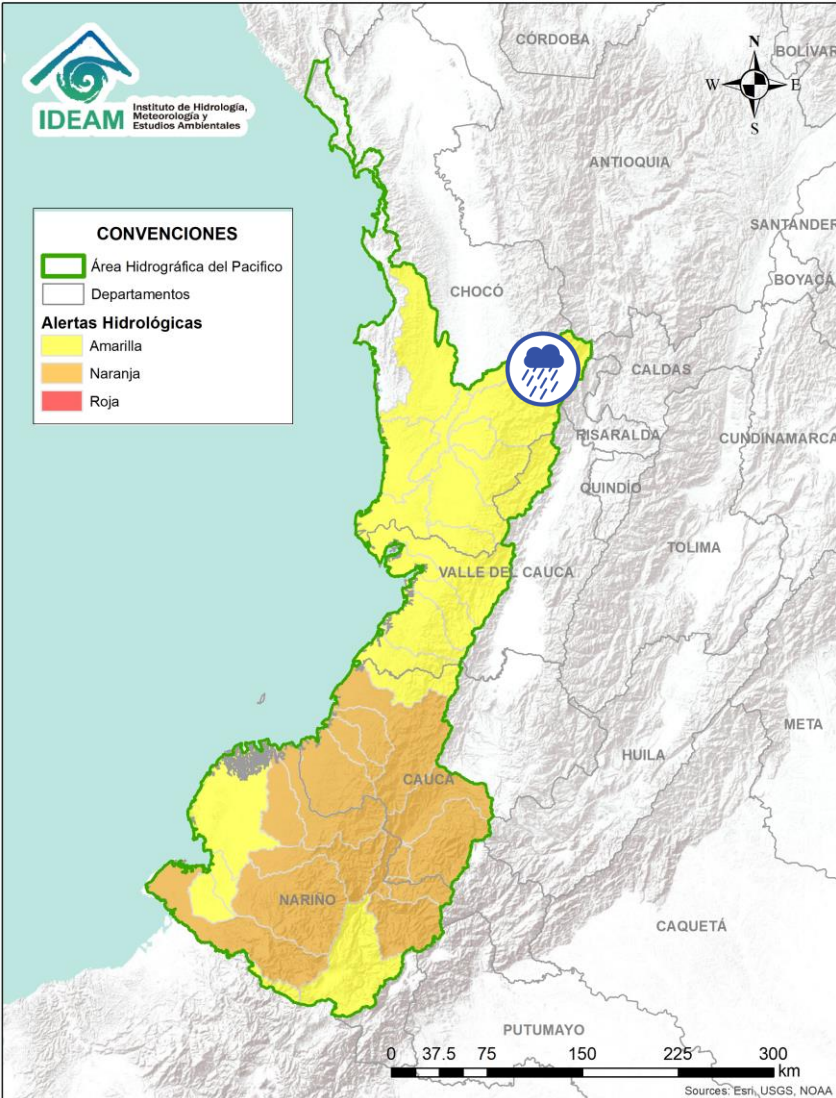 CÓRDOBA
BOLÍVAR
N
W
E
S
IDEAM
Instituto de Hidrología,
Meteorología y
Estudios Ambientales
ANTIOQUIA
SANTANDER
BOYACÁ
CONVENCIONES
Área Hidrográfica del Pacifico
Departamentos
Alertas Hidrológicas
Amarilla
Naranja
Roja
CHOCÓ
CALDAS
RISARALDA
CUNDINAMARCA
QUINDÍO
TOLIMA
VALLE DEL CAUCA
META
HUILA
CAUCA
NARIÑO
CAQUETÁ
PUTUMAYO
0 37.5 75 150 225 300
km
Sources: Esri, USGS, NOAA